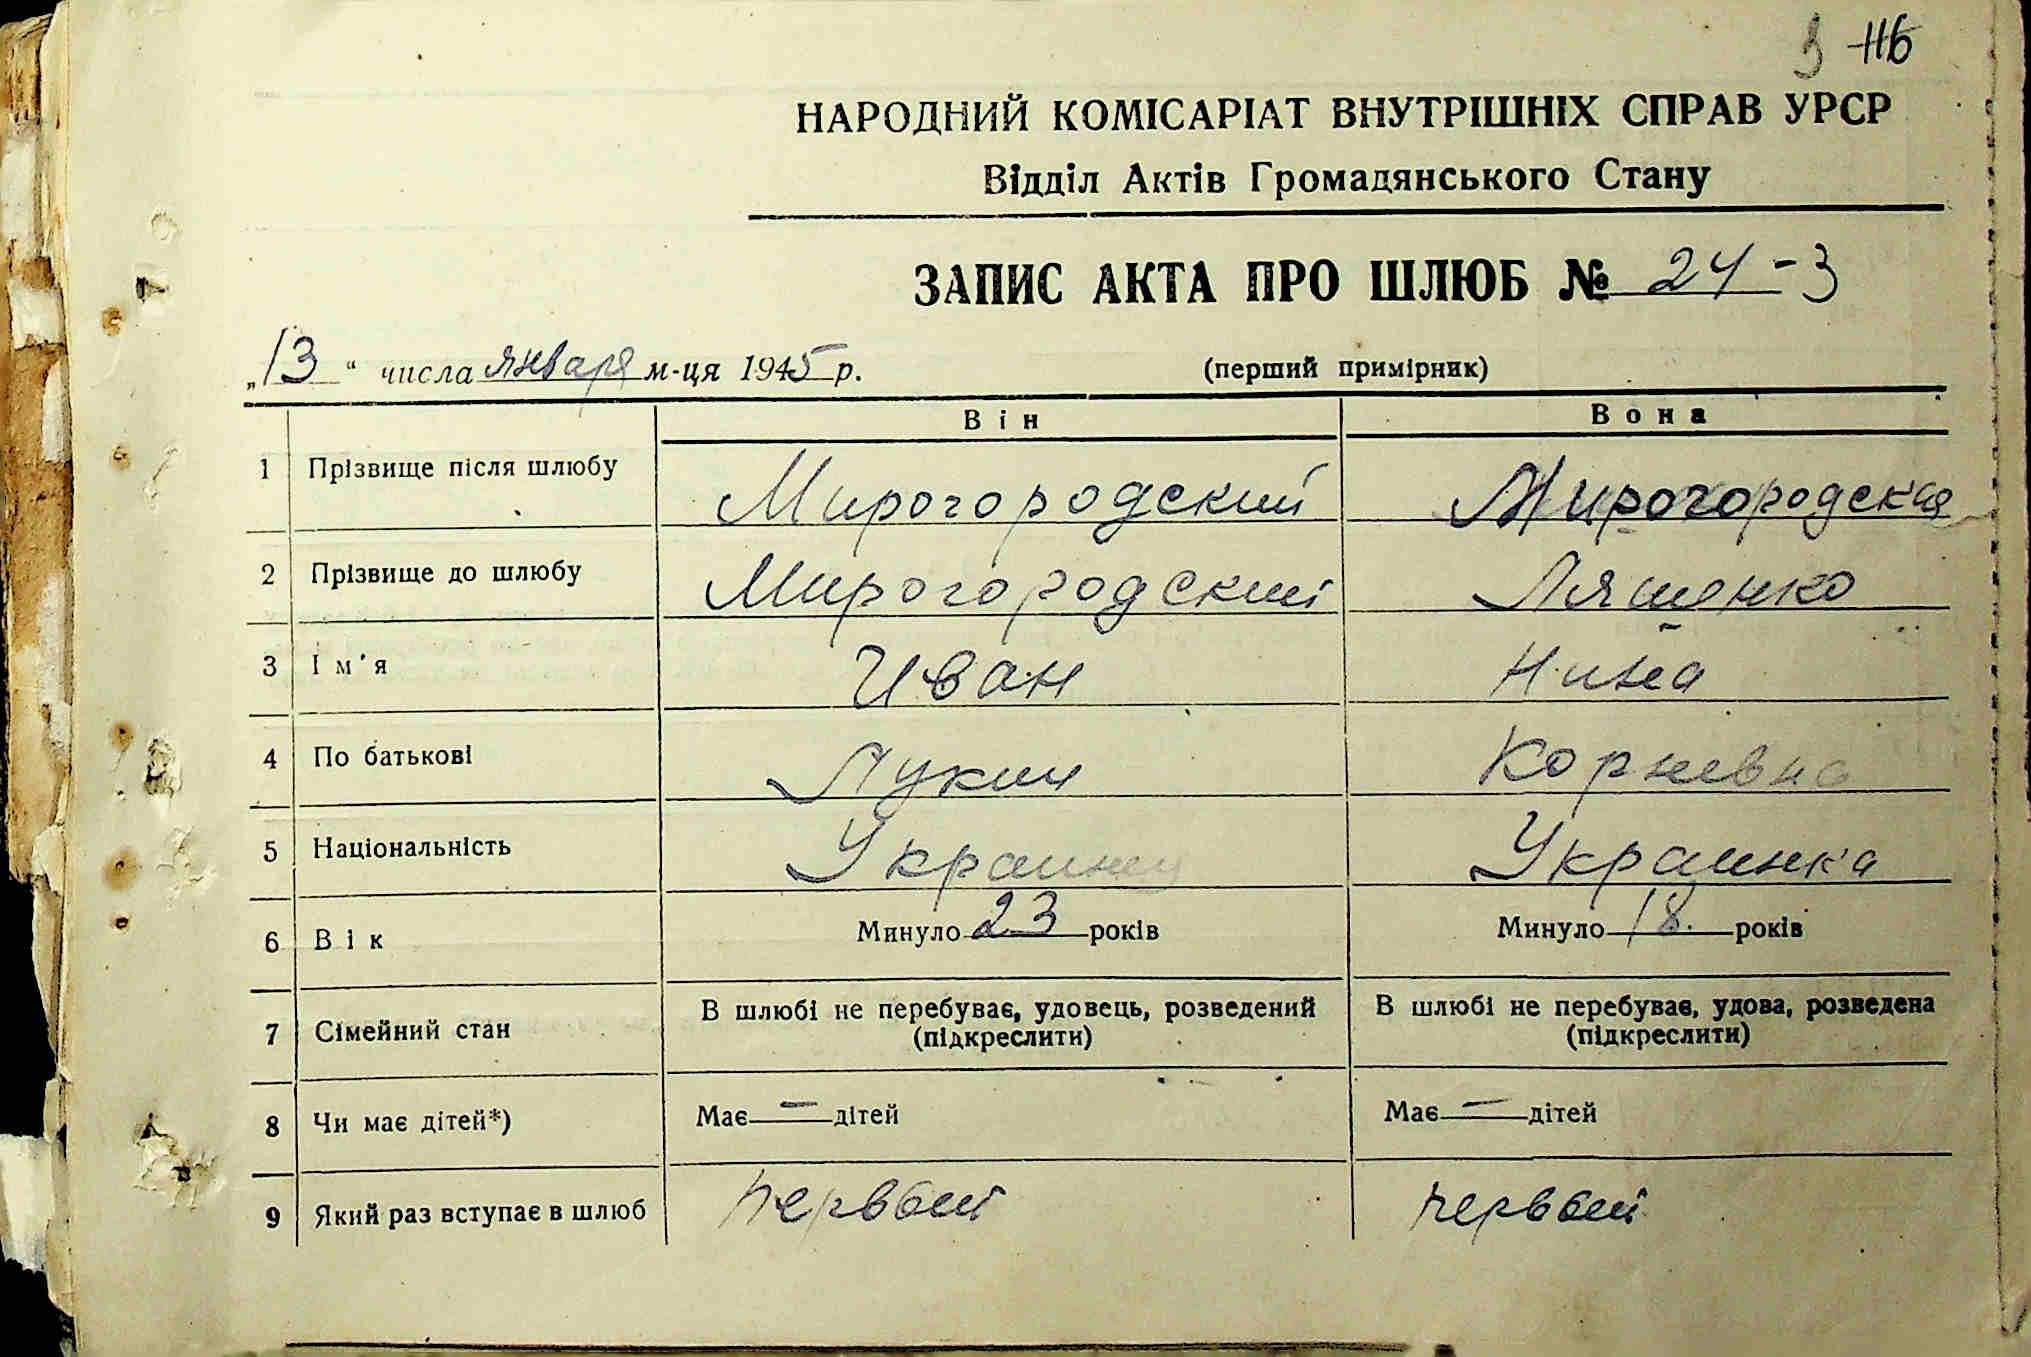 3 116
НАРОДНИЙ КОМІСАРІАТ ВНУТРІШНІХ СПРАВ УРСР
Відділ Актів Громадянського Стану
ЗАПИС АКТА ПРО ШЛЮБ № 24-3
„13“ числа января м-ця 1945 р. (перший примірник)
Він Вона
1 Прізвище після шлюбу Мирогородский Мирогородская
2 Прізвище до шлюбу Мирогородский Ляшенко
3 Ім'я Иван Нина
4 По батькові Лукич Корневна
5 Національність Украинец Украинка
6 Вік Минуло 23 років Минуло 18. років
7 Сімейний стан В шлюбі не перебуває, удовець, розведений (підкреслити) В шлюбі не перебуває, удова, розведена (підкреслити)
8 Чи має дітей*) Має — дітей Має — дітей
9 Який раз вступає в шлюб первый первый